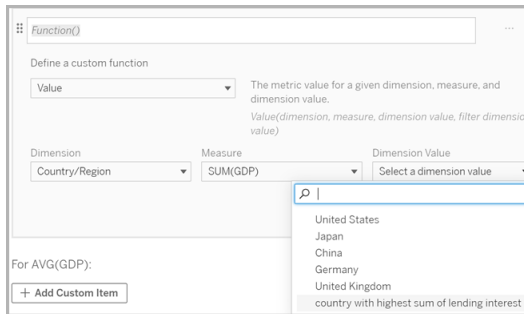 Function()
Define a custom function
Value
The metric value for a given dimension, measure, and
dimension value.
Value(dimension, measure, dimension value, filter
value)
Dimension
Measure
Dimension Value
Country/Region
SUM(GDP)
Select a dimension value
United States
Japan
China
Germany
United Kingdom
country with highest sum of lending interest
For AVG(GDP):
+ Add Custom Item